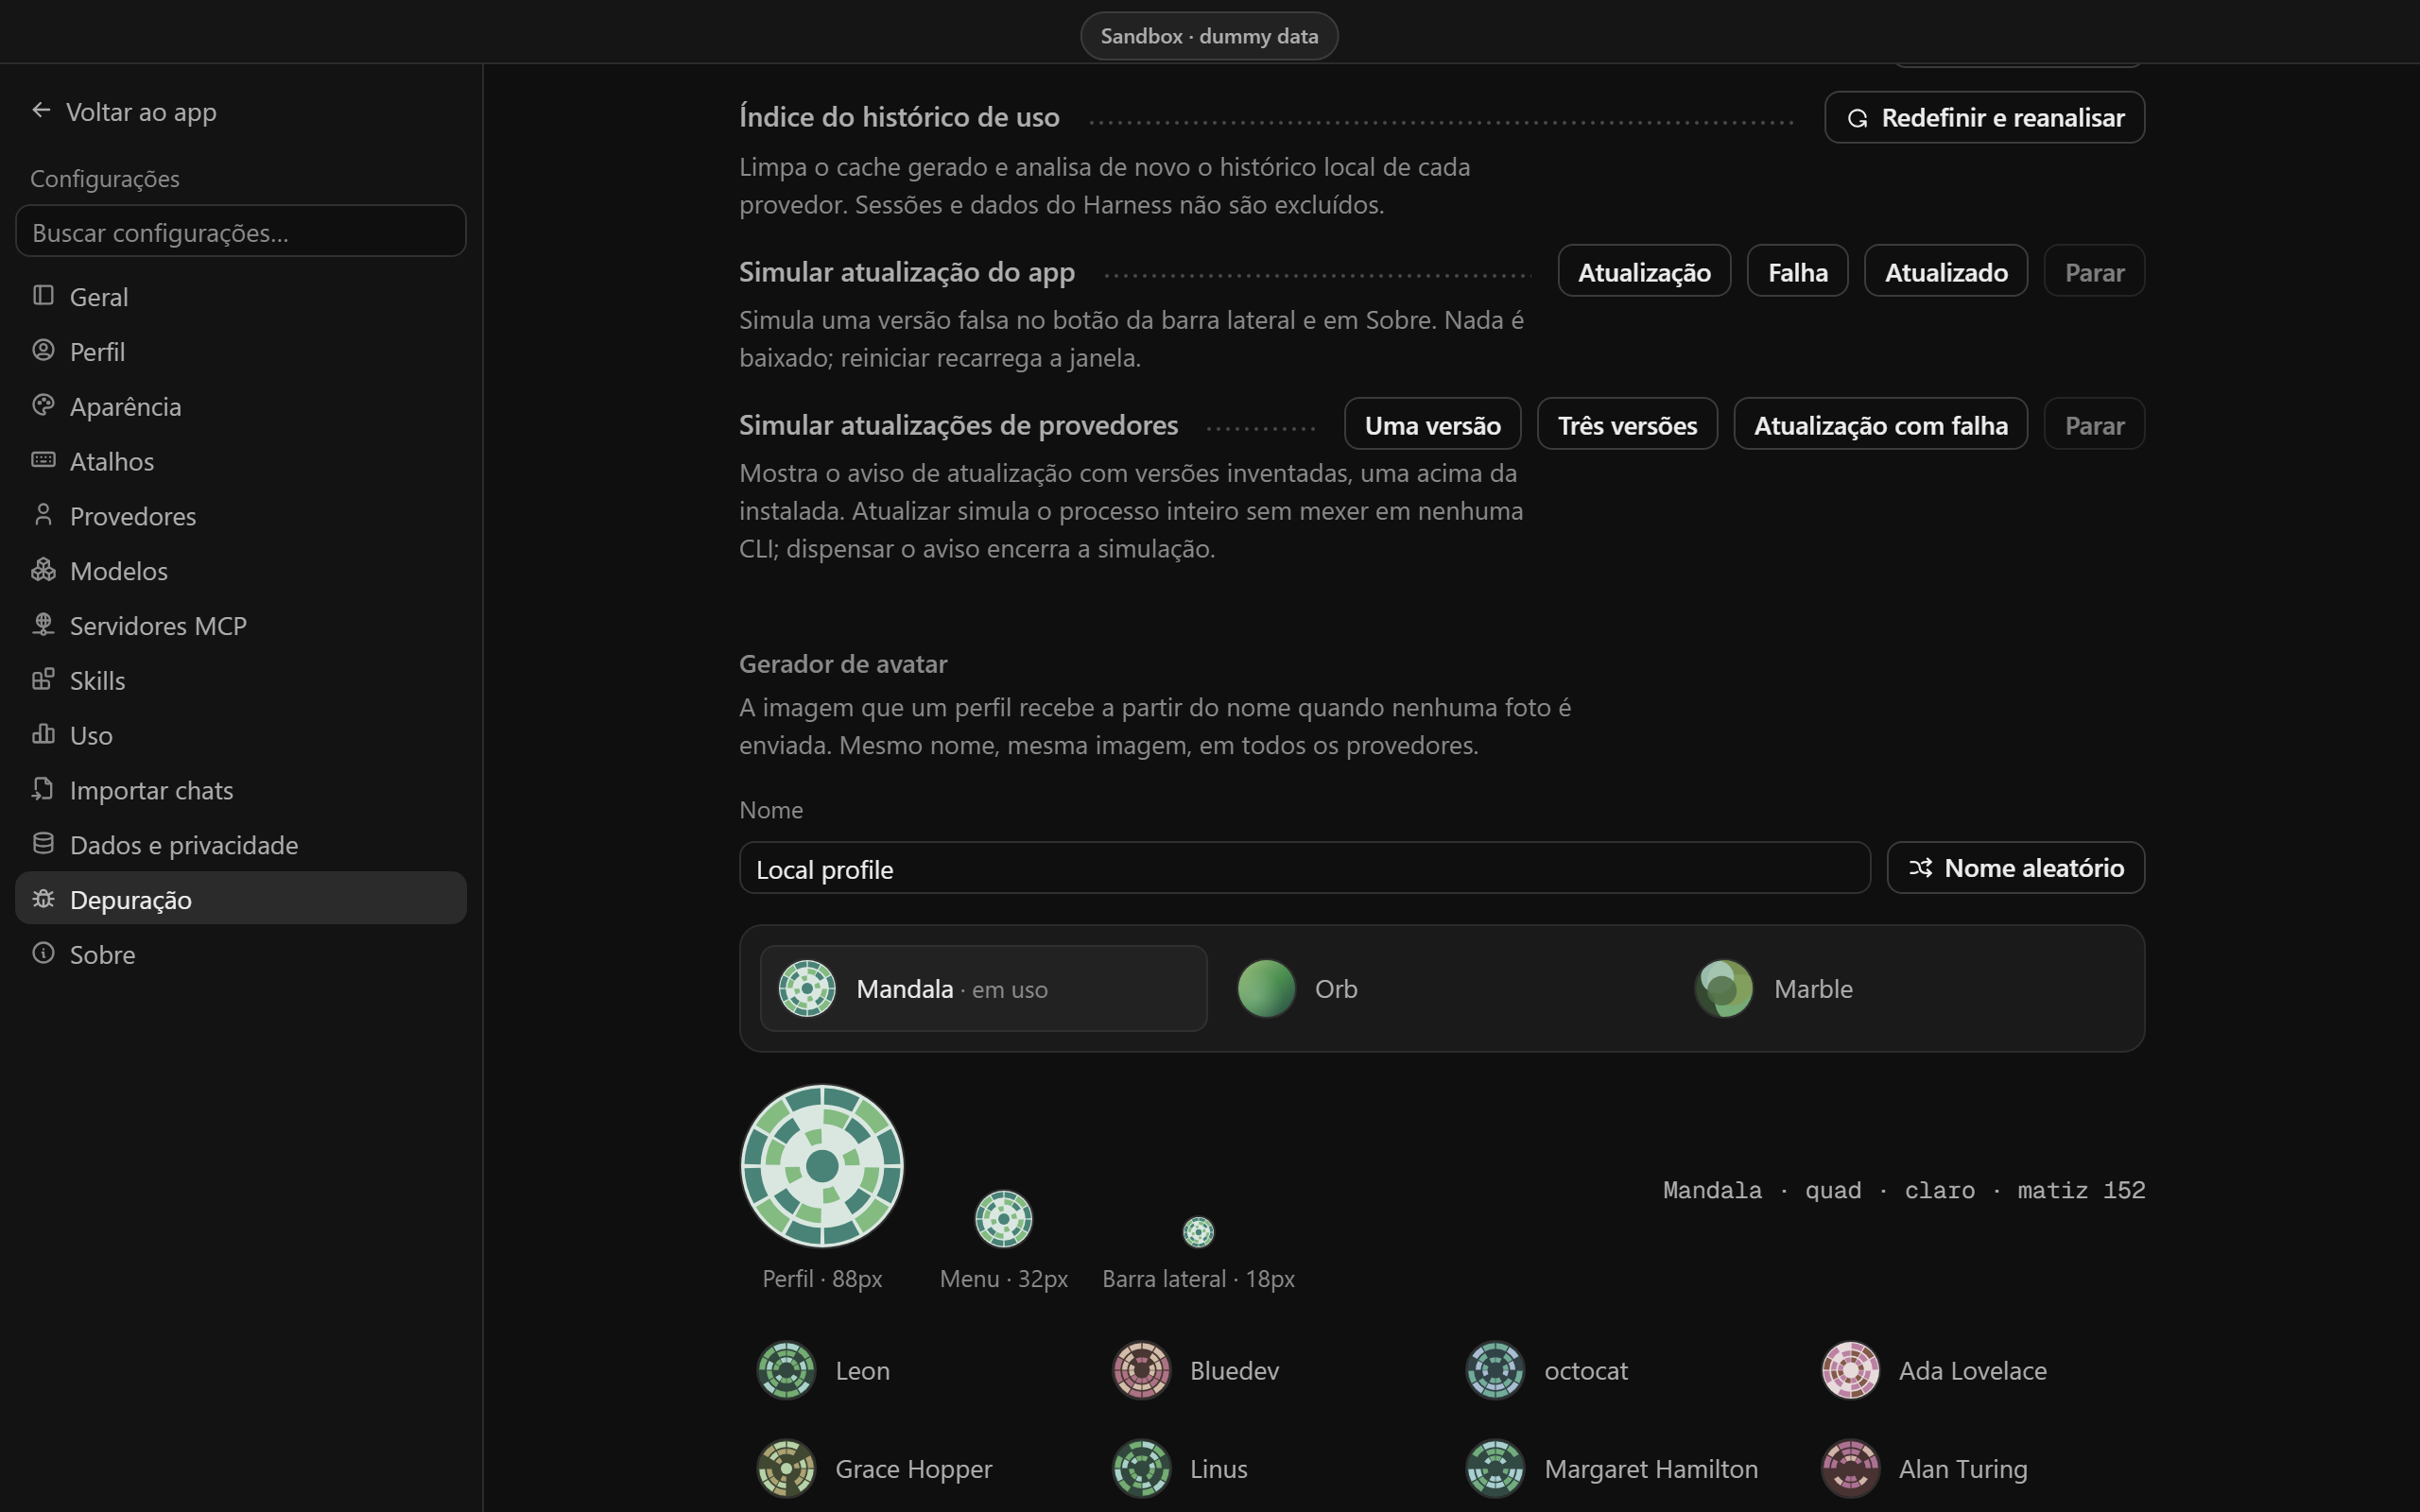 Sandbox · dummy data
Voltar ao app
Configurações
Buscar configurações...
Geral
Perfil
Aparência
Atalhos
Provedores
Modelos
Servidores MCP
Skills
Uso
Importar chats
Dados e privacidade
Depuração
Sobre
Índice do histórico de uso
Redefinir e reanalisar
Limpa o cache gerado e analisa de novo o histórico local de cada
provedor. Sessões e dados do Harness não são excluídos.
Simular atualização do app
Atualização
Falha
Atualizado
Parar
Simula uma versão falsa no botão da barra lateral e em Sobre. Nada é
baixado; reiniciar recarrega a janela.
Simular atualizações de provedores
Uma versão
Três versões
Atualização com falha
Parar
Mostra o aviso de atualização com versões inventadas, uma acima da
instalada. Atualizar simula o processo inteiro sem mexer em nenhuma
CLI; dispensar o aviso encerra a simulação.
Gerador de avatar
A imagem que um perfil recebe a partir do nome quando nenhuma foto é
enviada. Mesmo nome, mesma imagem, em todos os provedores.
Nome
Local profile
Nome aleatório
Mandala · em uso
Orb
Marble
Mandala · quad · claro · matiz 152
Perfil · 88px
Menu · 32px
Barra lateral · 18px
Leon
Bluedev
octocat
Ada Lovelace
Grace Hopper
Linus
Margaret Hamilton
Alan Turing